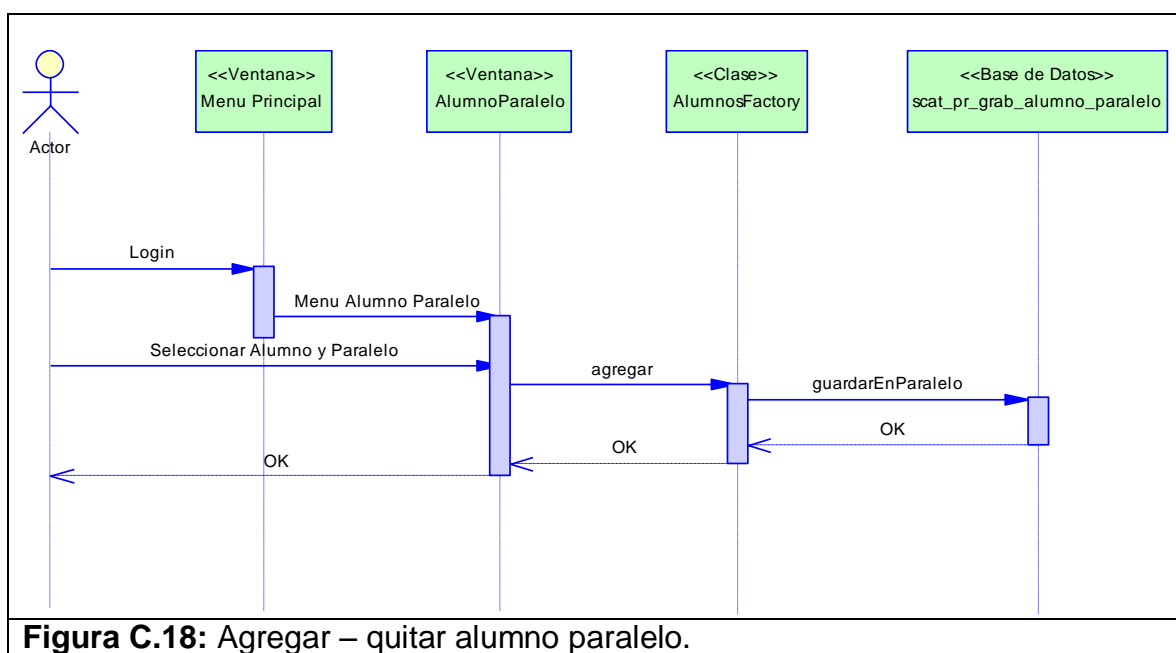 <<Ventana>>
Menu Principal
<<Ventana>>
AlumnoParalelo
<<Clase>>
AlumnosFactory
<<Base de Datos>>
scat_pr_grab_alumno_paralelo
Actor
Login
Menu Alumno Paralelo
Seleccionar Alumno y Paralelo
agregar
guardarEnParalelo
OK
OK
OK
Figura C.18: Agregar – quitar alumno paralelo.